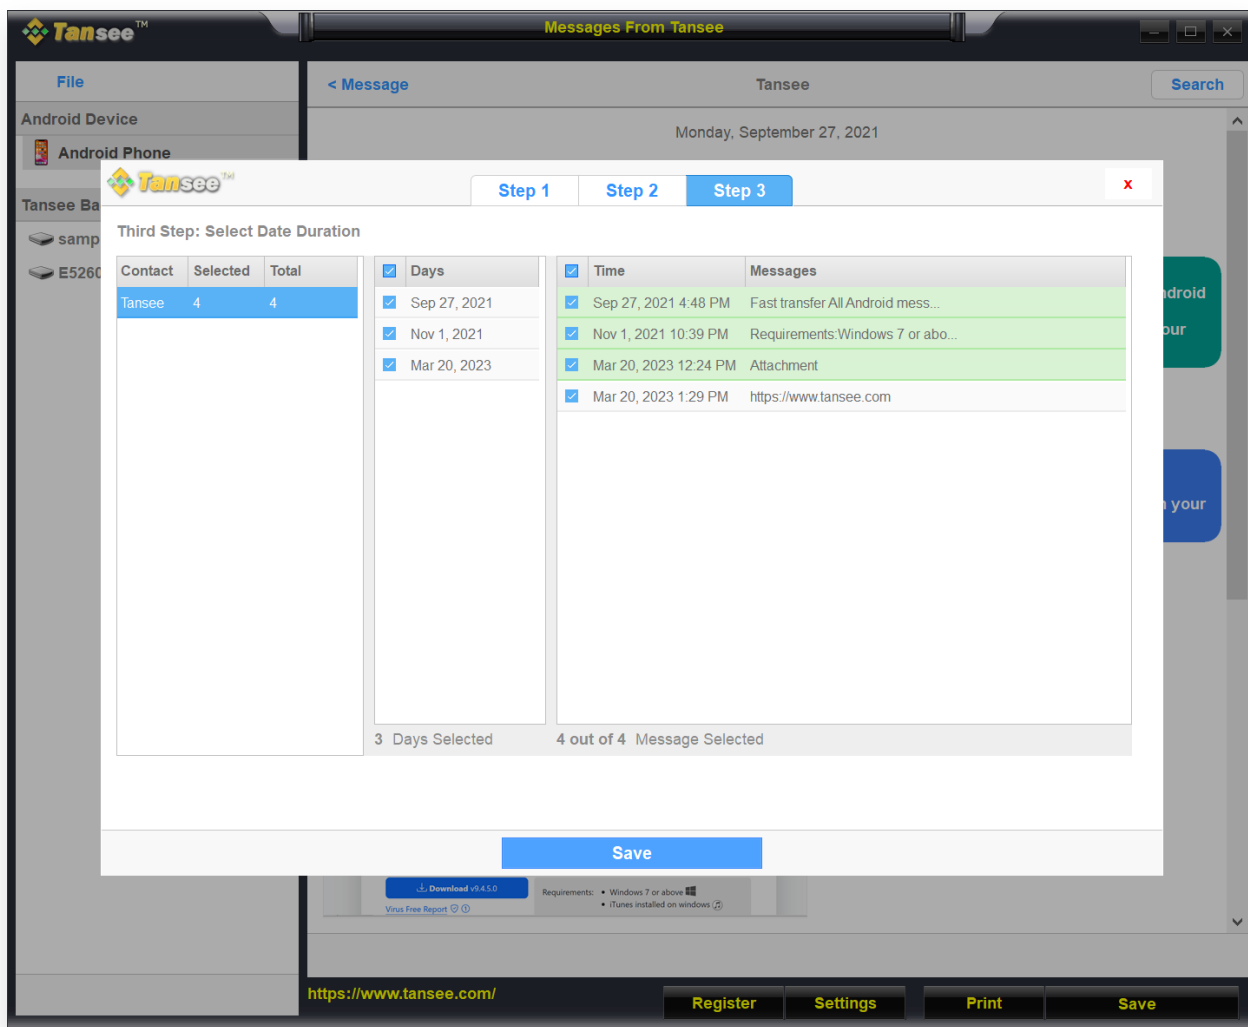 Tansee™
Messages From Tansee
File
< Message
Tansee
Search
Android Device
Monday, September 27, 2021
Android Phone
Tansee™
Step 1
Step 2
Step 3
x
Tansee Ba
Third Step: Select Date Duration
samp
E5260
Contact Selected Total
Tansee 4 4
Days
Sep 27, 2021
Nov 1, 2021
Mar 20, 2023
3 Days Selected
Time Messages
Sep 27, 2021 4:48 PM Fast transfer All Android mess...
Nov 1, 2021 10:39 PM Requirements:Windows 7 or abo...
Mar 20, 2023 12:24 PM Attachment
Mar 20, 2023 1:29 PM https://www.tansee.com
4 out of 4 Message Selected
ndroid
our
n your
Save
Download v9.4.5.0
Virus Free Report
Requirements: • Windows 7 or above
• iTunes installed on windows
https://www.tansee.com/
Register
Settings
Print
Save